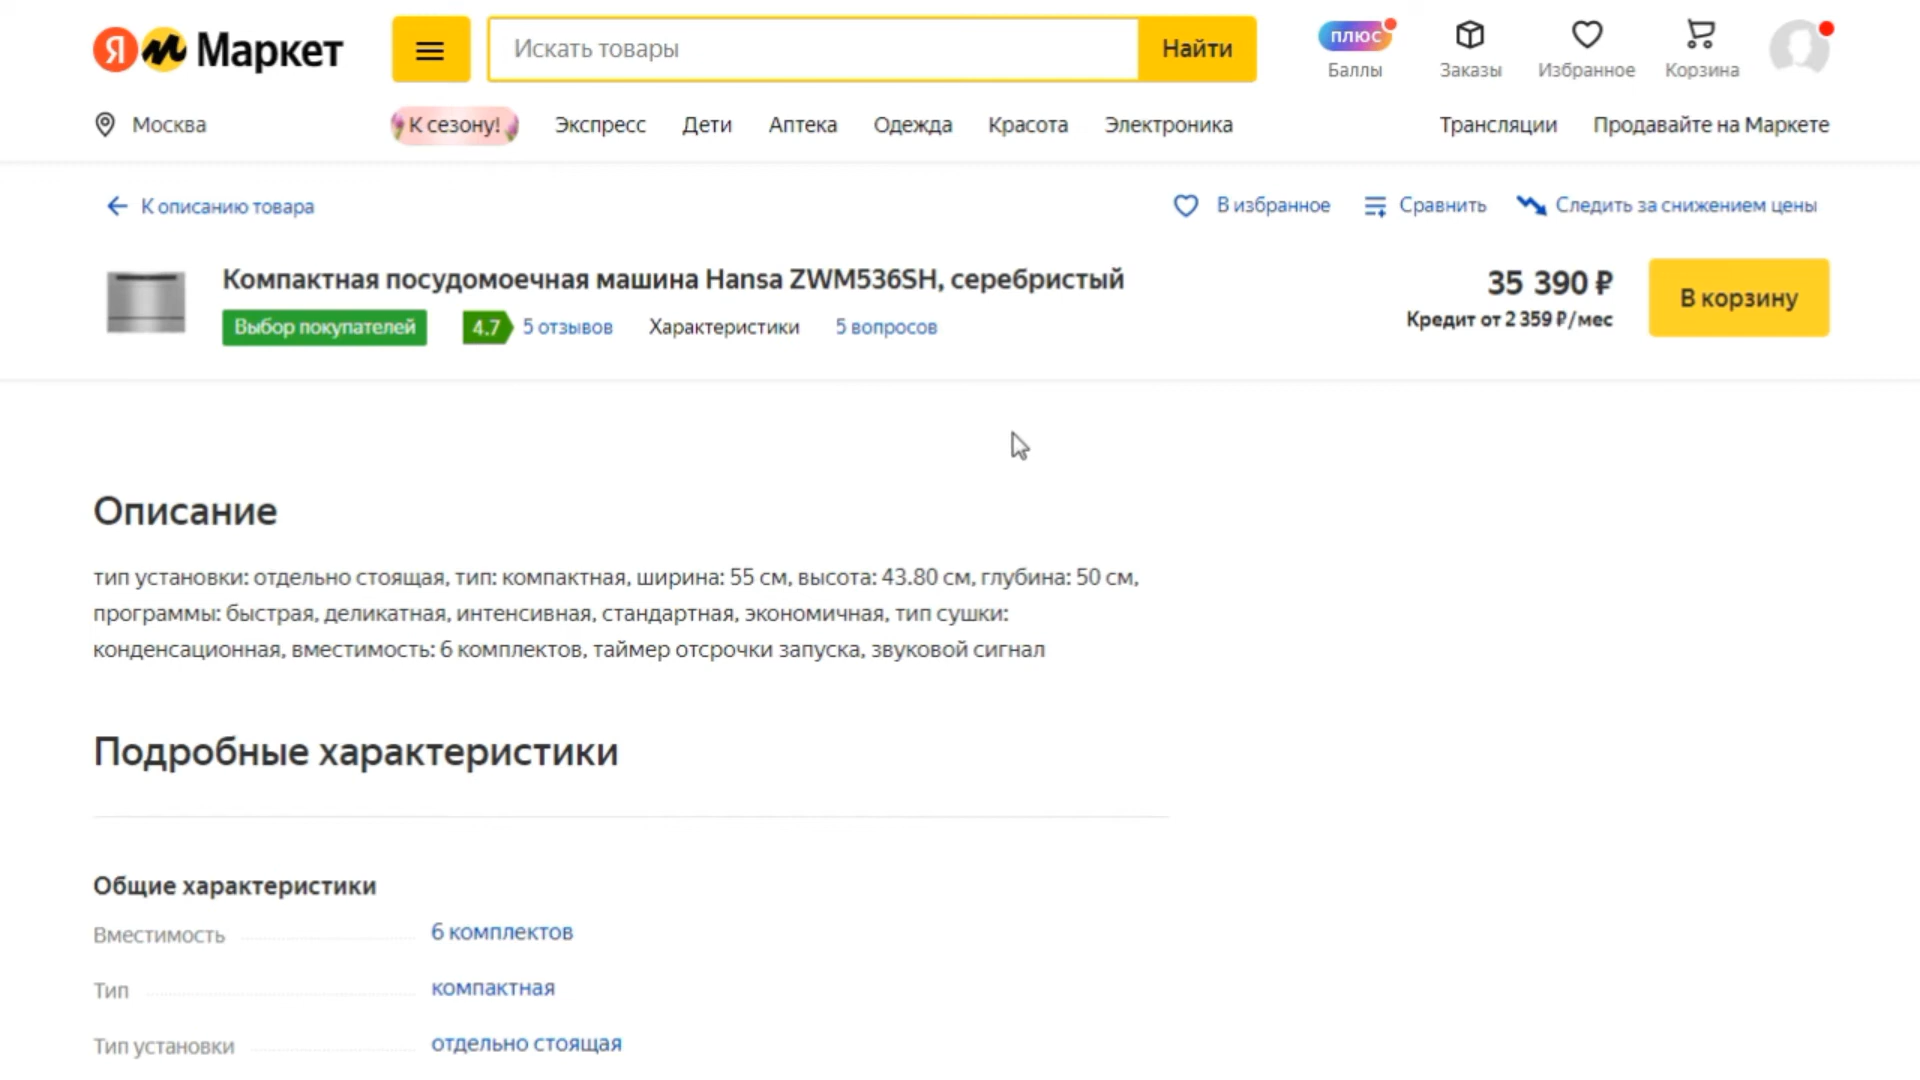 Я м Маркет
Искать товары
Найти
плюс
Баллы
Заказы
Избранное
Корзина
Москва
К сезону!
Экспресс
Дети
Аптека
Одежда
Красота
Электроника
Трансляции
Продавайте на Маркете
К описанию товара
В избранное
Сравнить
Следить за снижением цены
Компактная посудомоечная машина Hansa ZWM536SH, серебристый
35 390 ₽
В корзину
Кредит от 2 359 ₽/мес
Выбор покупателей
4.7
5 отзывов
Характеристики
5 вопросов
Описание
тип установки: отдельно стоящая, тип: компактная, ширина: 55 см, высота: 43.80 см, глубина: 50 см,
программы: быстрая, деликатная, интенсивная, стандартная, экономичная, тип сушки:
конденсационная, вместимость: 6 комплектов, таймер отсрочки запуска, звуковой сигнал
Подробные характеристики
Общие характеристики
Вместимость 6 комплектов
Тип компактная
Тип установки отдельно стоящая